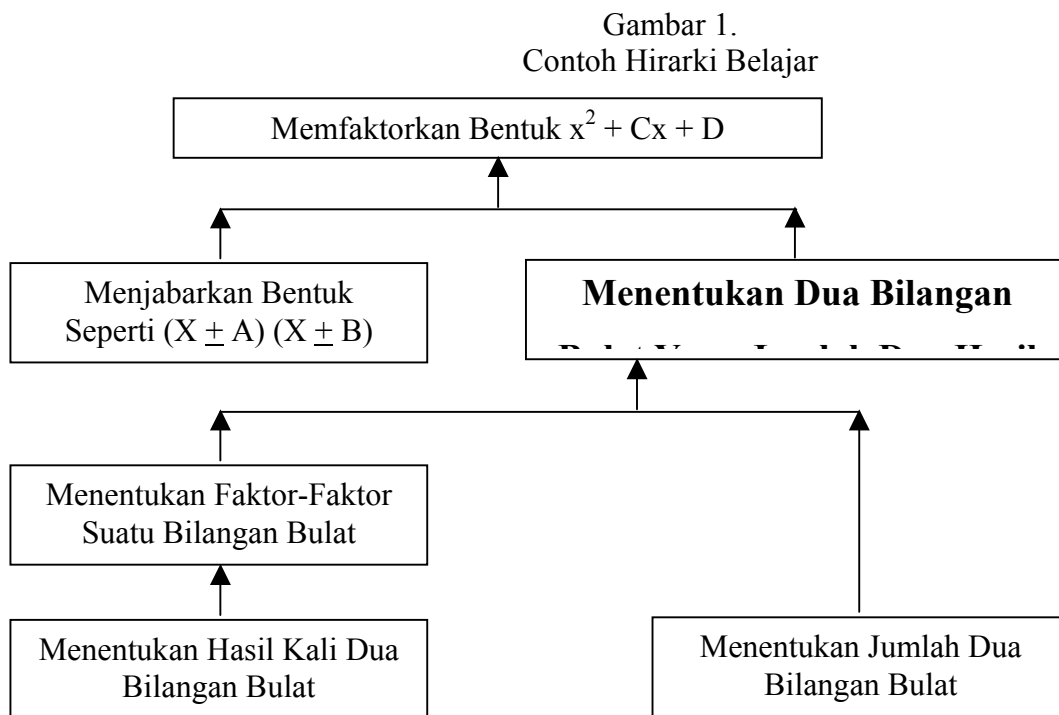 Gambar 1.
Contoh Hirarki Belajar
Memfaktorkan Bentuk x² + Cx + D
Menjabarkan Bentuk
Seperti (X ± A) (X ± B)
Menentukan Dua Bilangan
Menentukan Faktor-Faktor
Suatu Bilangan Bulat
Menentukan Hasil Kali Dua
Bilangan Bulat
Menentukan Jumlah Dua
Bilangan Bulat